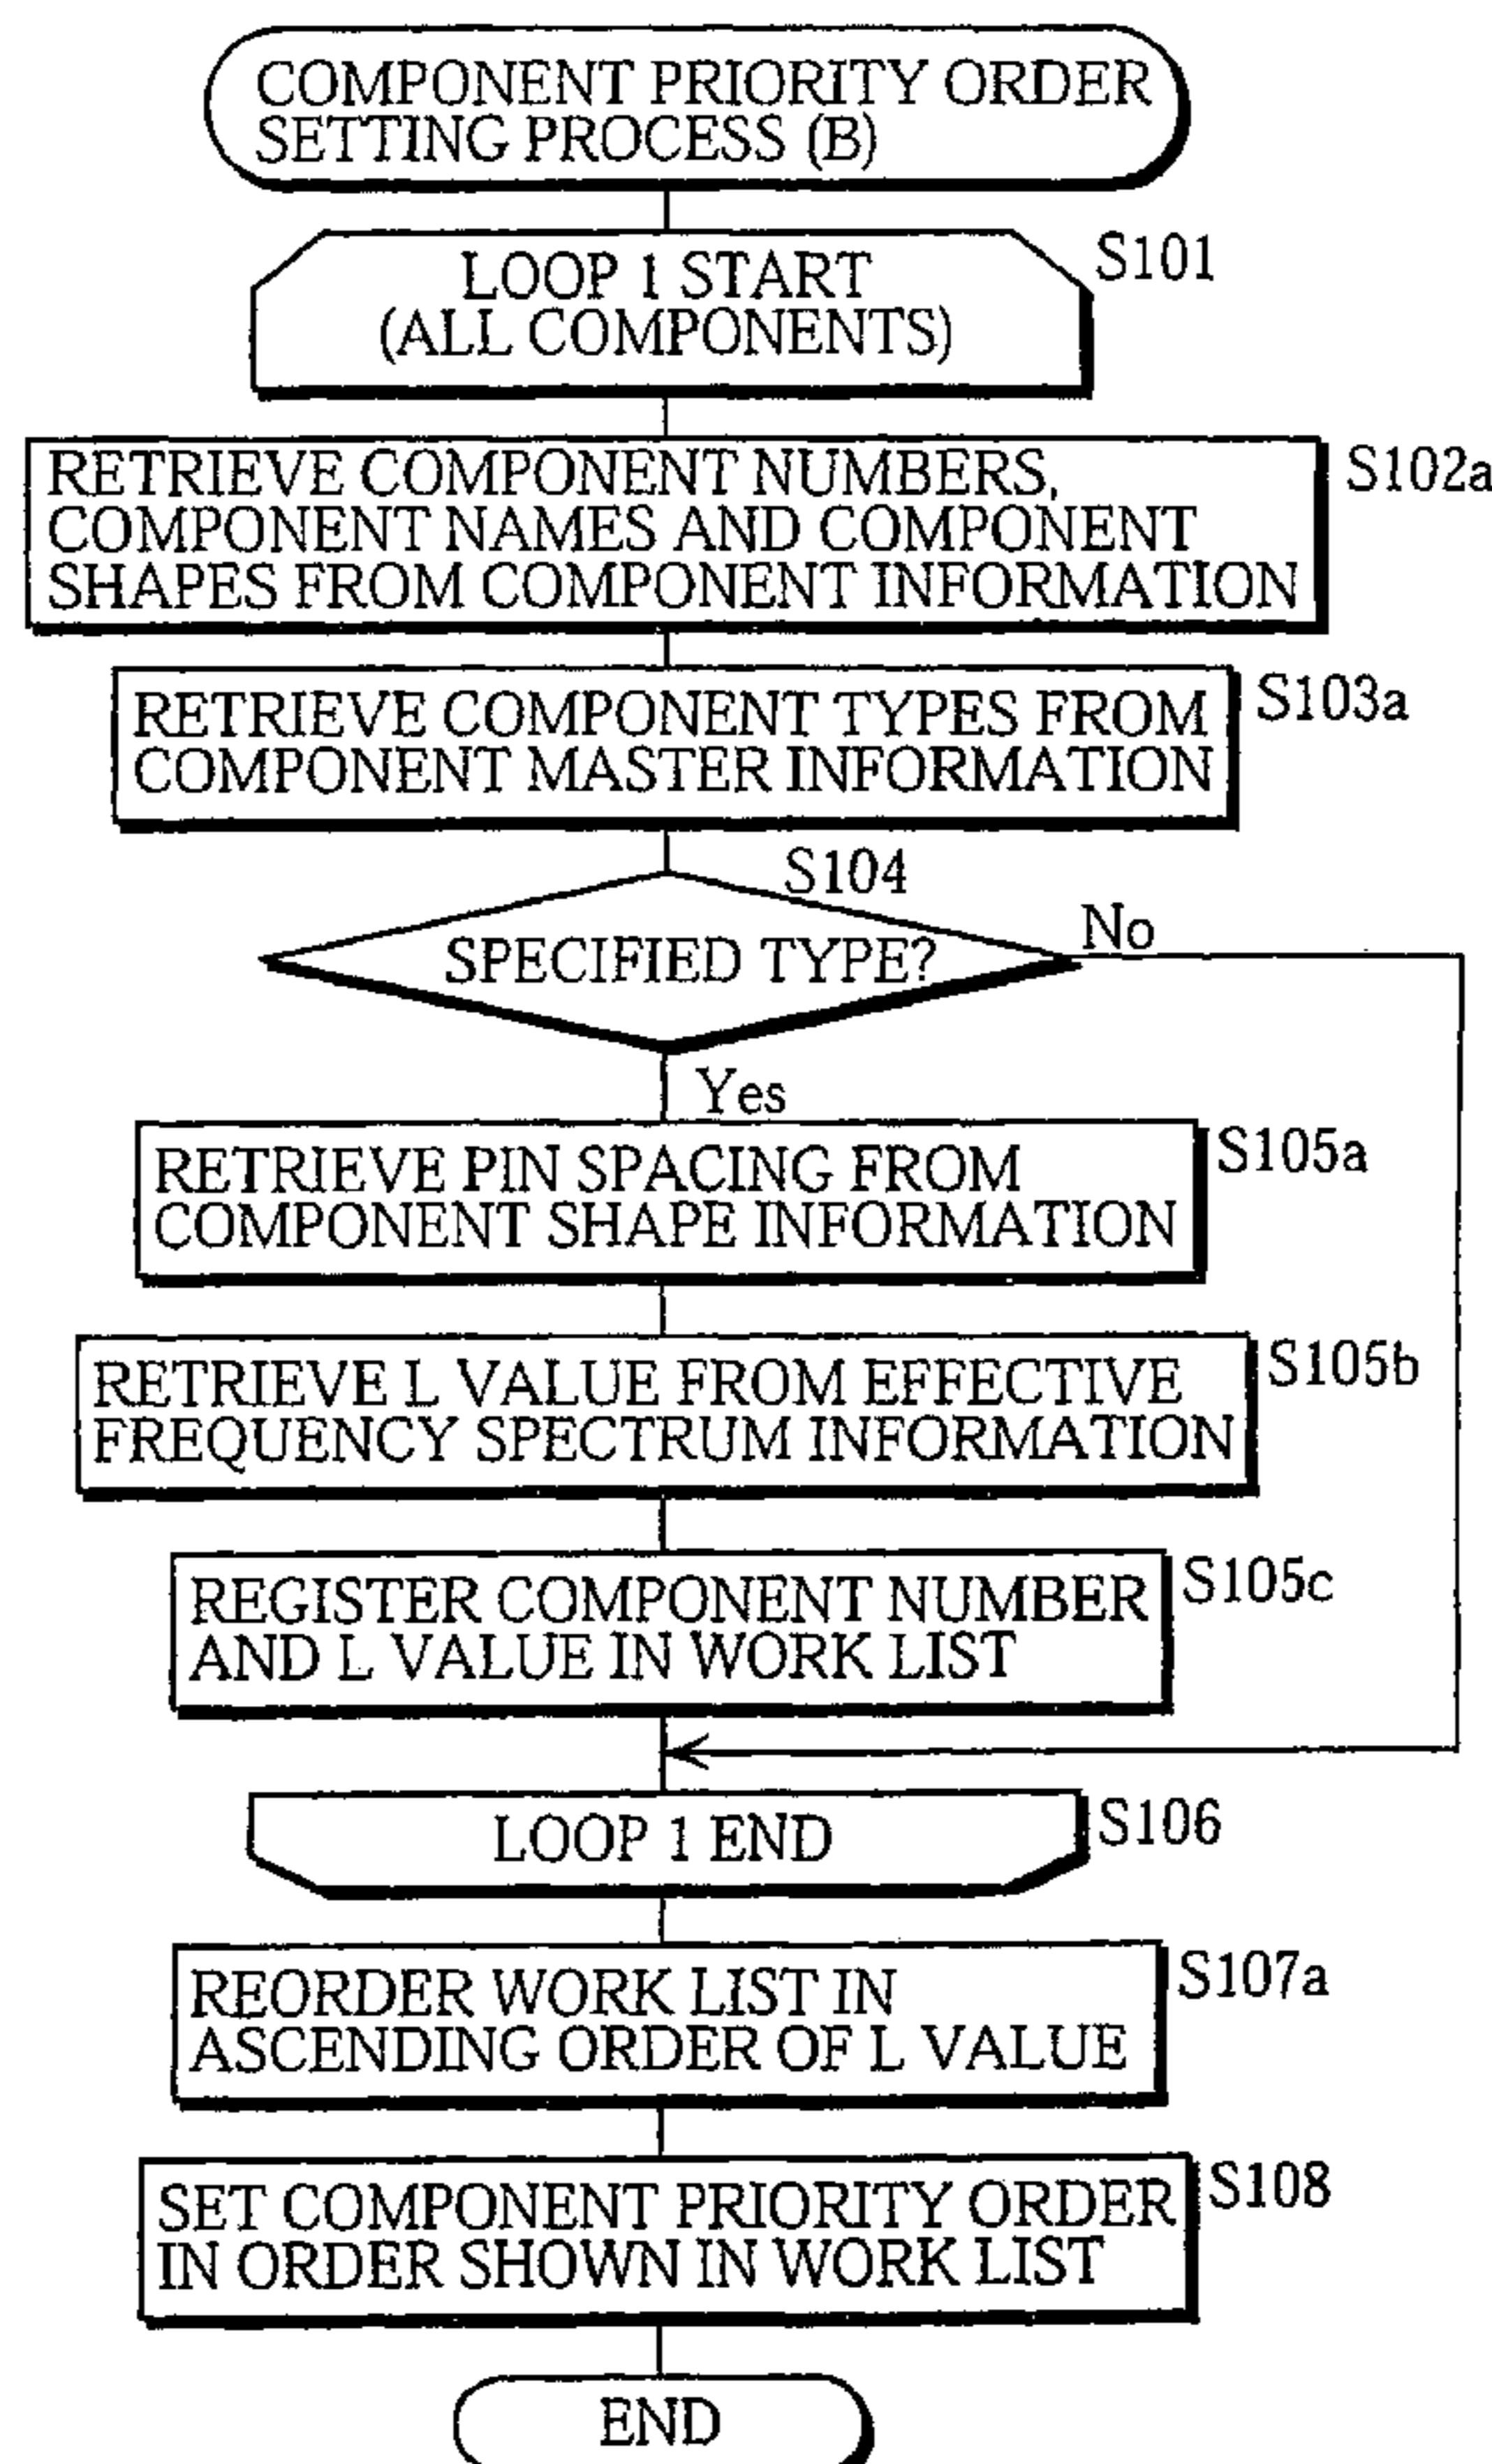 COMPONENT PRIORITY ORDER
SETTING PROCESS (B)
LOOP 1 START
(ALL COMPONENTS)
S101
RETRIEVE COMPONENT NUMBERS,
COMPONENT NAMES AND COMPONENT
SHAPES FROM COMPONENT INFORMATION
S102a
RETRIEVE COMPONENT TYPES FROM
COMPONENT MASTER INFORMATION
S103a
S104
SPECIFIED TYPE?
No
Yes
RETRIEVE PIN SPACING FROM
COMPONENT SHAPE INFORMATION
S105a
RETRIEVE L VALUE FROM EFFECTIVE
FREQUENCY SPECTRUM INFORMATION
S105b
REGISTER COMPONENT NUMBER
AND L VALUE IN WORK LIST
S105c
LOOP 1 END
S106
REORDER WORK LIST IN
ASCENDING ORDER OF L VALUE
S107a
SET COMPONENT PRIORITY ORDER
IN ORDER SHOWN IN WORK LIST
S108
END